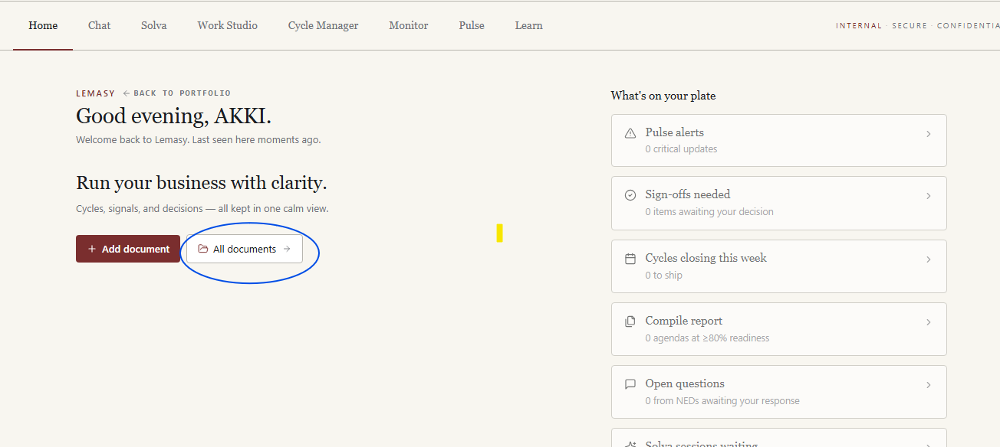 Home Chat Solva Work Studio Cycle Manager Monitor Pulse Learn INTERNAL · SECURE · CONFIDENTIA
LEMASY ← BACK TO PORTFOLIO
Good evening, AKKI.
Welcome back to Lemasy. Last seen here moments ago.
Run your business with clarity.
Cycles, signals, and decisions — all kept in one calm view.
+ Add document All documents →
What's on your plate
Pulse alerts
0 critical updates
Sign-offs needed
0 items awaiting your decision
Cycles closing this week
0 to ship
Compile report
0 agendas at ≥80% readiness
Open questions
0 from NEDs awaiting your response
Solva sessions waiting